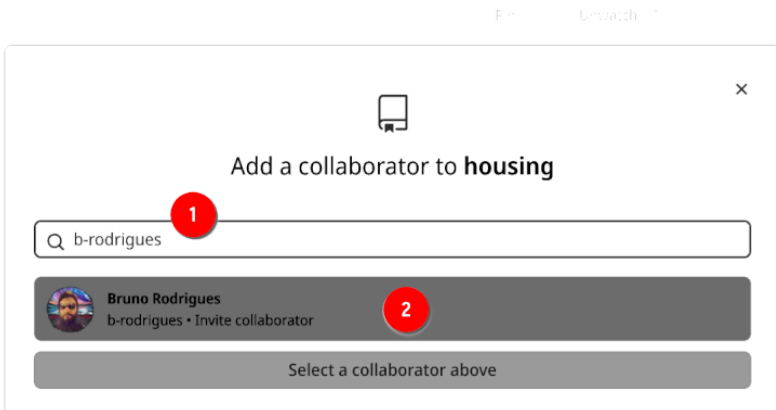 Add a collaborator to housing
1
b-rodrigues
Bruno Rodrigues
b-rodrigues • Invite collaborator
2
Select a collaborator above